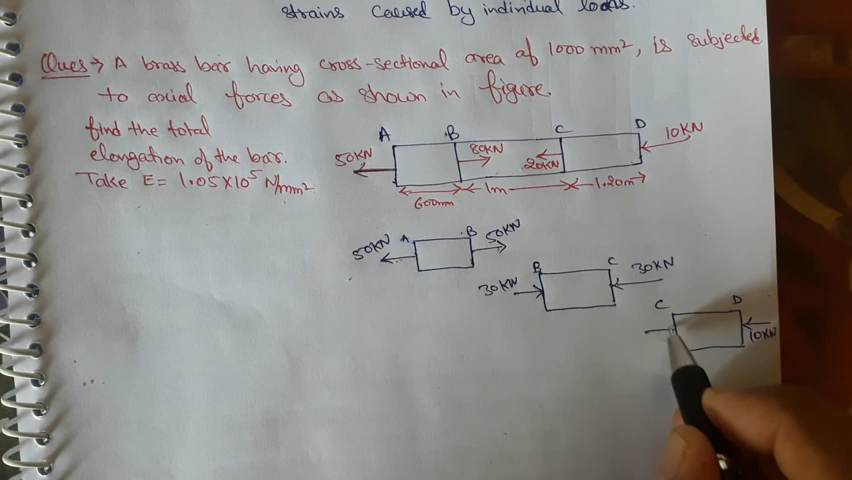 strains caused by individual loads.
Ques → A brass bar having cross-sectional area of 1000 mm², is subjected
to axial forces as shown in figure.
find the total
elongation of the bar.
Take E = 1.05×10⁵ N/mm²
A B C D
50KN 80KN 20KN 10KN
600mm 1m 1.20m
50KN A B 50KN
30KN B C 30KN
C D 10KN